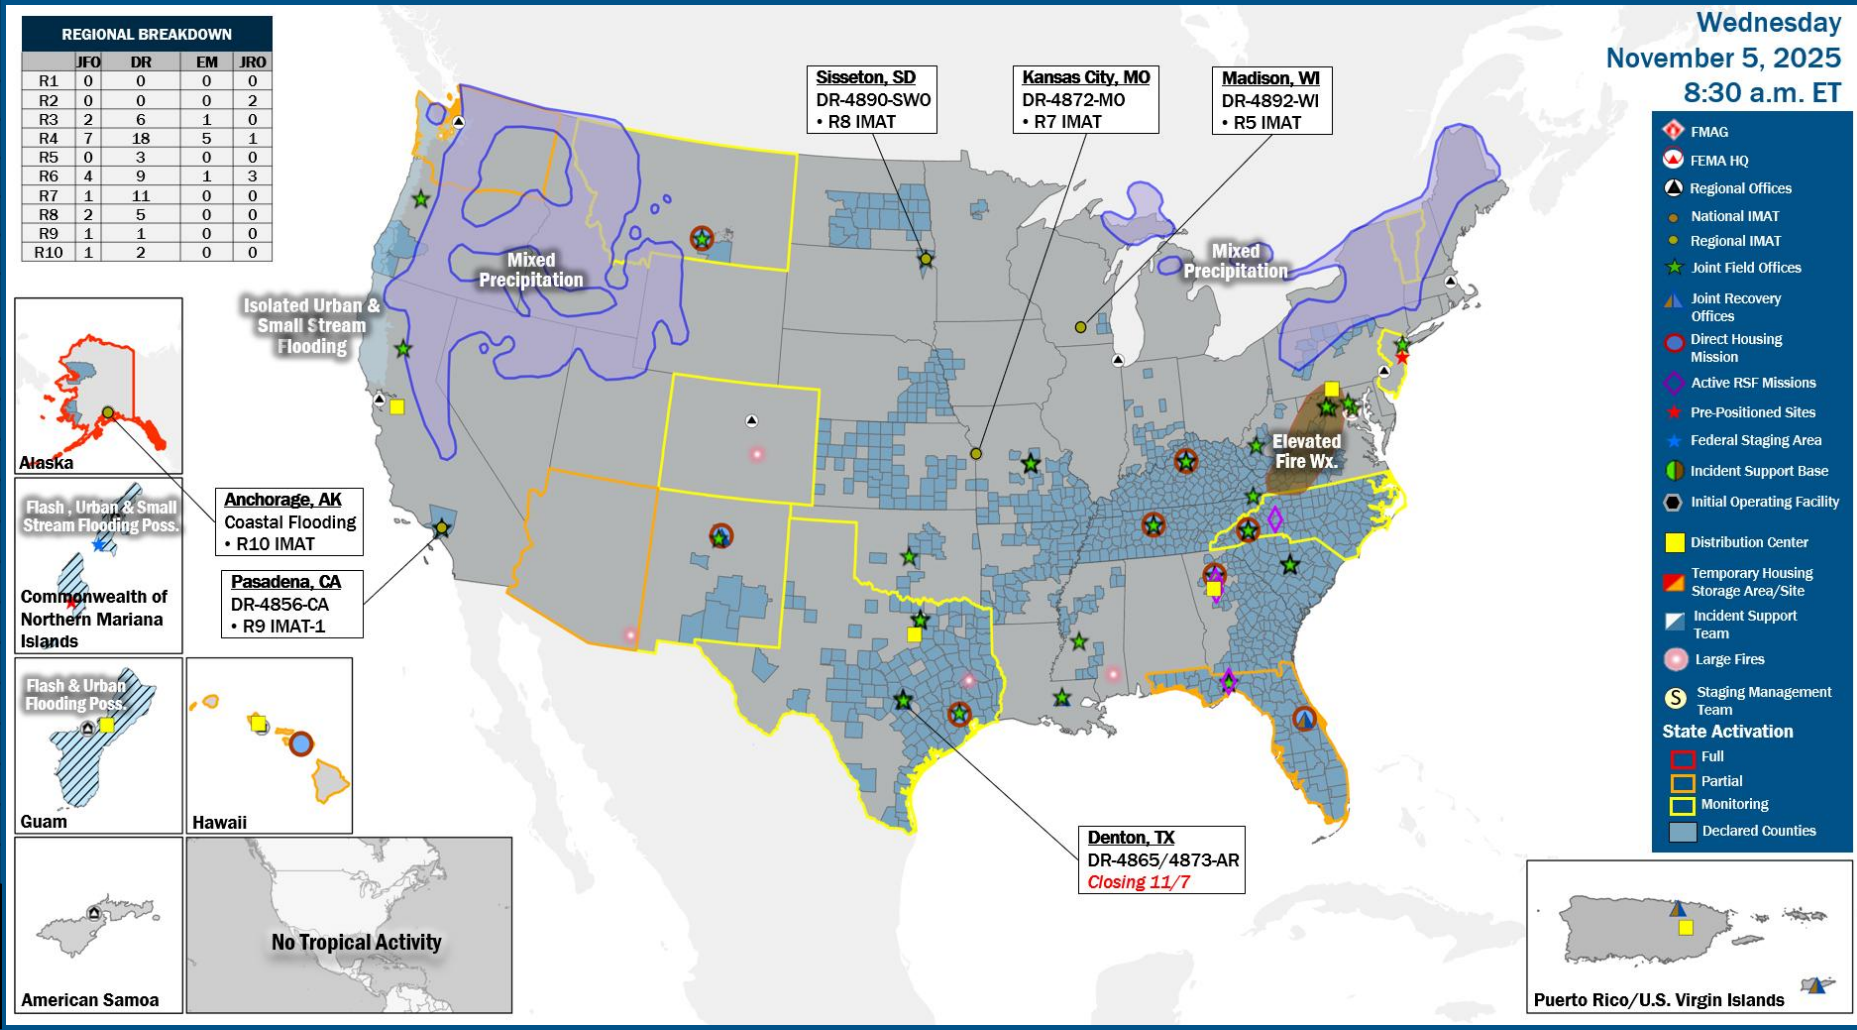 Wednesday
November 5, 2025
8:30 a.m. ET
REGIONAL BREAKDOWN
JFO DR EM JRO
R1 0 0 0 0
R2 0 0 0 2
R3 2 6 1 0
R4 7 18 5 1
R5 0 3 0 0
R6 4 9 1 3
R7 1 11 0 0
R8 2 5 0 0
R9 1 1 0 0
R10 1 2 0 0
Sisseton, SD
DR-4890-SWO
• R8 IMAT
Kansas City, MO
DR-4872-MO
• R7 IMAT
Madison, WI
DR-4892-WI
• R5 IMAT
Mixed
Precipitation
Mixed
Precipitation
Isolated Urban &
Small Stream
Flooding
Elevated
Fire Wx.
Alaska
Anchorage, AK
Coastal Flooding
• R10 IMAT
Pasadena, CA
DR-4856-CA
• R9 IMAT-1
Flash , Urban & Small
Stream Flooding Poss.
Commonwealth of
Northern Mariana
Islands
Flash & Urban
Flooding Poss.
Guam
Hawaii
American Samoa
No Tropical Activity
Denton, TX
DR-4865/4873-AR
Closing 11/7
Puerto Rico/U.S. Virgin Islands
FMAG
FEMA HQ
Regional Offices
National IMAT
Regional IMAT
Joint Field Offices
Joint Recovery
Offices
Direct Housing
Mission
Active RSF Missions
Pre-Positioned Sites
Federal Staging Area
Incident Support Base
Initial Operating Facility
Distribution Center
Temporary Housing
Storage Area/Site
Incident Support
Team
Large Fires
S Staging Management
Team
State Activation
Full
Partial
Monitoring
Declared Counties